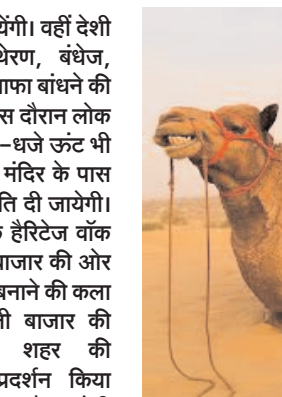 येंगी। वहीं देशी
थेरण, बंधेज,
ाफा बांधने की
स दौरान लोक
–धजे ऊंट भी
मंदिर के पास
ति दी जायेगी।
हैरिटेज वॉक
बाजार की ओर
बनाने की कला
ी बाजार की
शहर की
प्रदर्शन किया